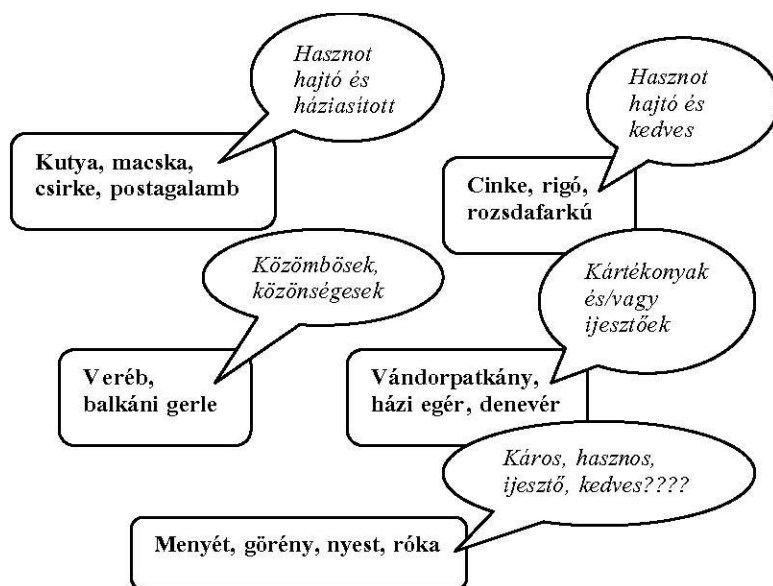 Hasznot
hajtó és
háziasított
Kutya, macska,
csirke, postagalamb
Hasznot
hajtó és
kedves
Cinke, rigó,
rozsdafarkú
Közömbösek,
közönségesek
Veréb,
balkáni gerle
Kártékonyak
és/vagy
ijesztőek
Vándorpatkány,
házi egér, denevér
Káros, hasznos,
ijesztő, kedves????
Menyét, görény, nyest, róka